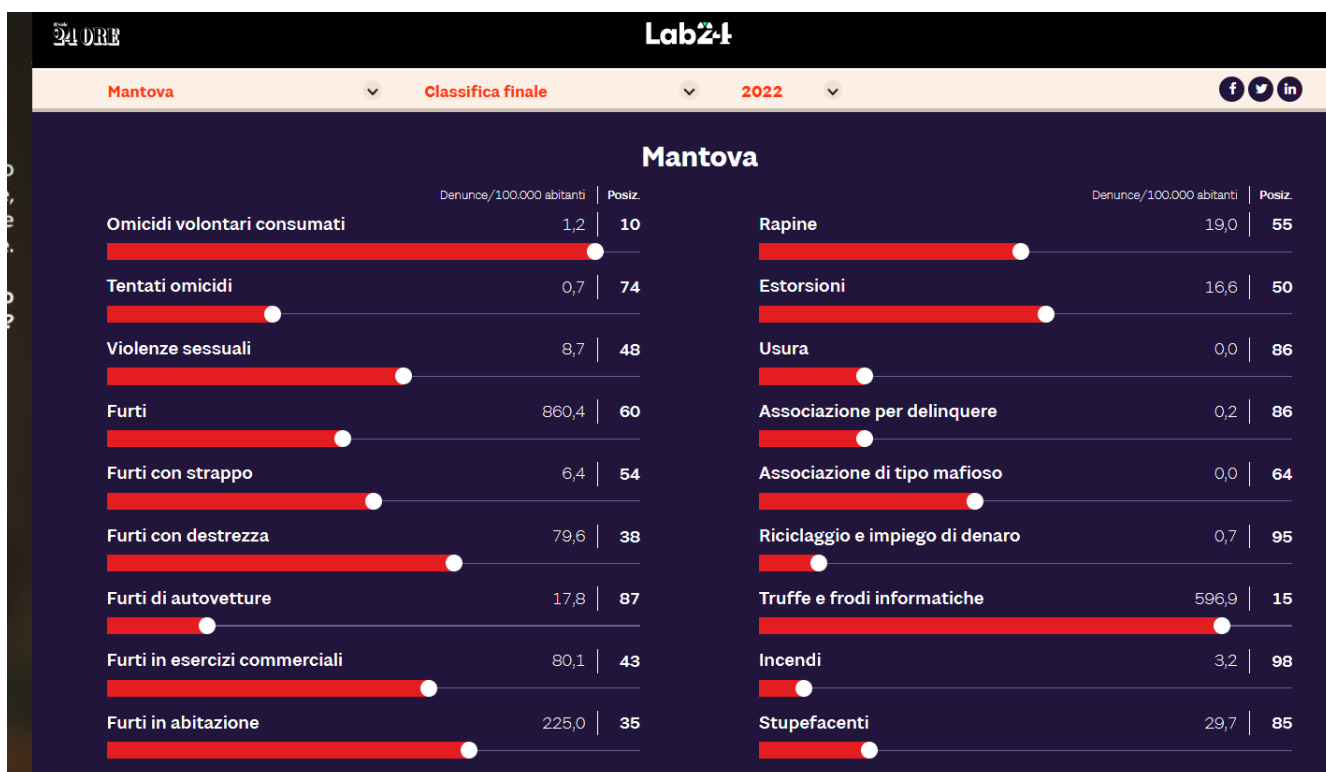 Il Sole
24 ORE
Lab24
Mantova
Classifica finale
2022
Mantova
Denunce/100.000 abitanti Posiz.
Omicidi volontari consumati 1,2 10
Tentati omicidi 0,7 74
Violenze sessuali 8,7 48
Furti 860,4 60
Furti con strappo 6,4 54
Furti con destrezza 79,6 38
Furti di autovetture 17,8 87
Furti in esercizi commerciali 80,1 43
Furti in abitazione 225,0 35
Denunce/100.000 abitanti Posiz.
Rapine 19,0 55
Estorsioni 16,6 50
Usura 0,0 86
Associazione per delinquere 0,2 86
Associazione di tipo mafioso 0,0 64
Riciclaggio e impiego di denaro 0,7 95
Truffe e frodi informatiche 596,9 15
Incendi 3,2 98
Stupefacenti 29,7 85